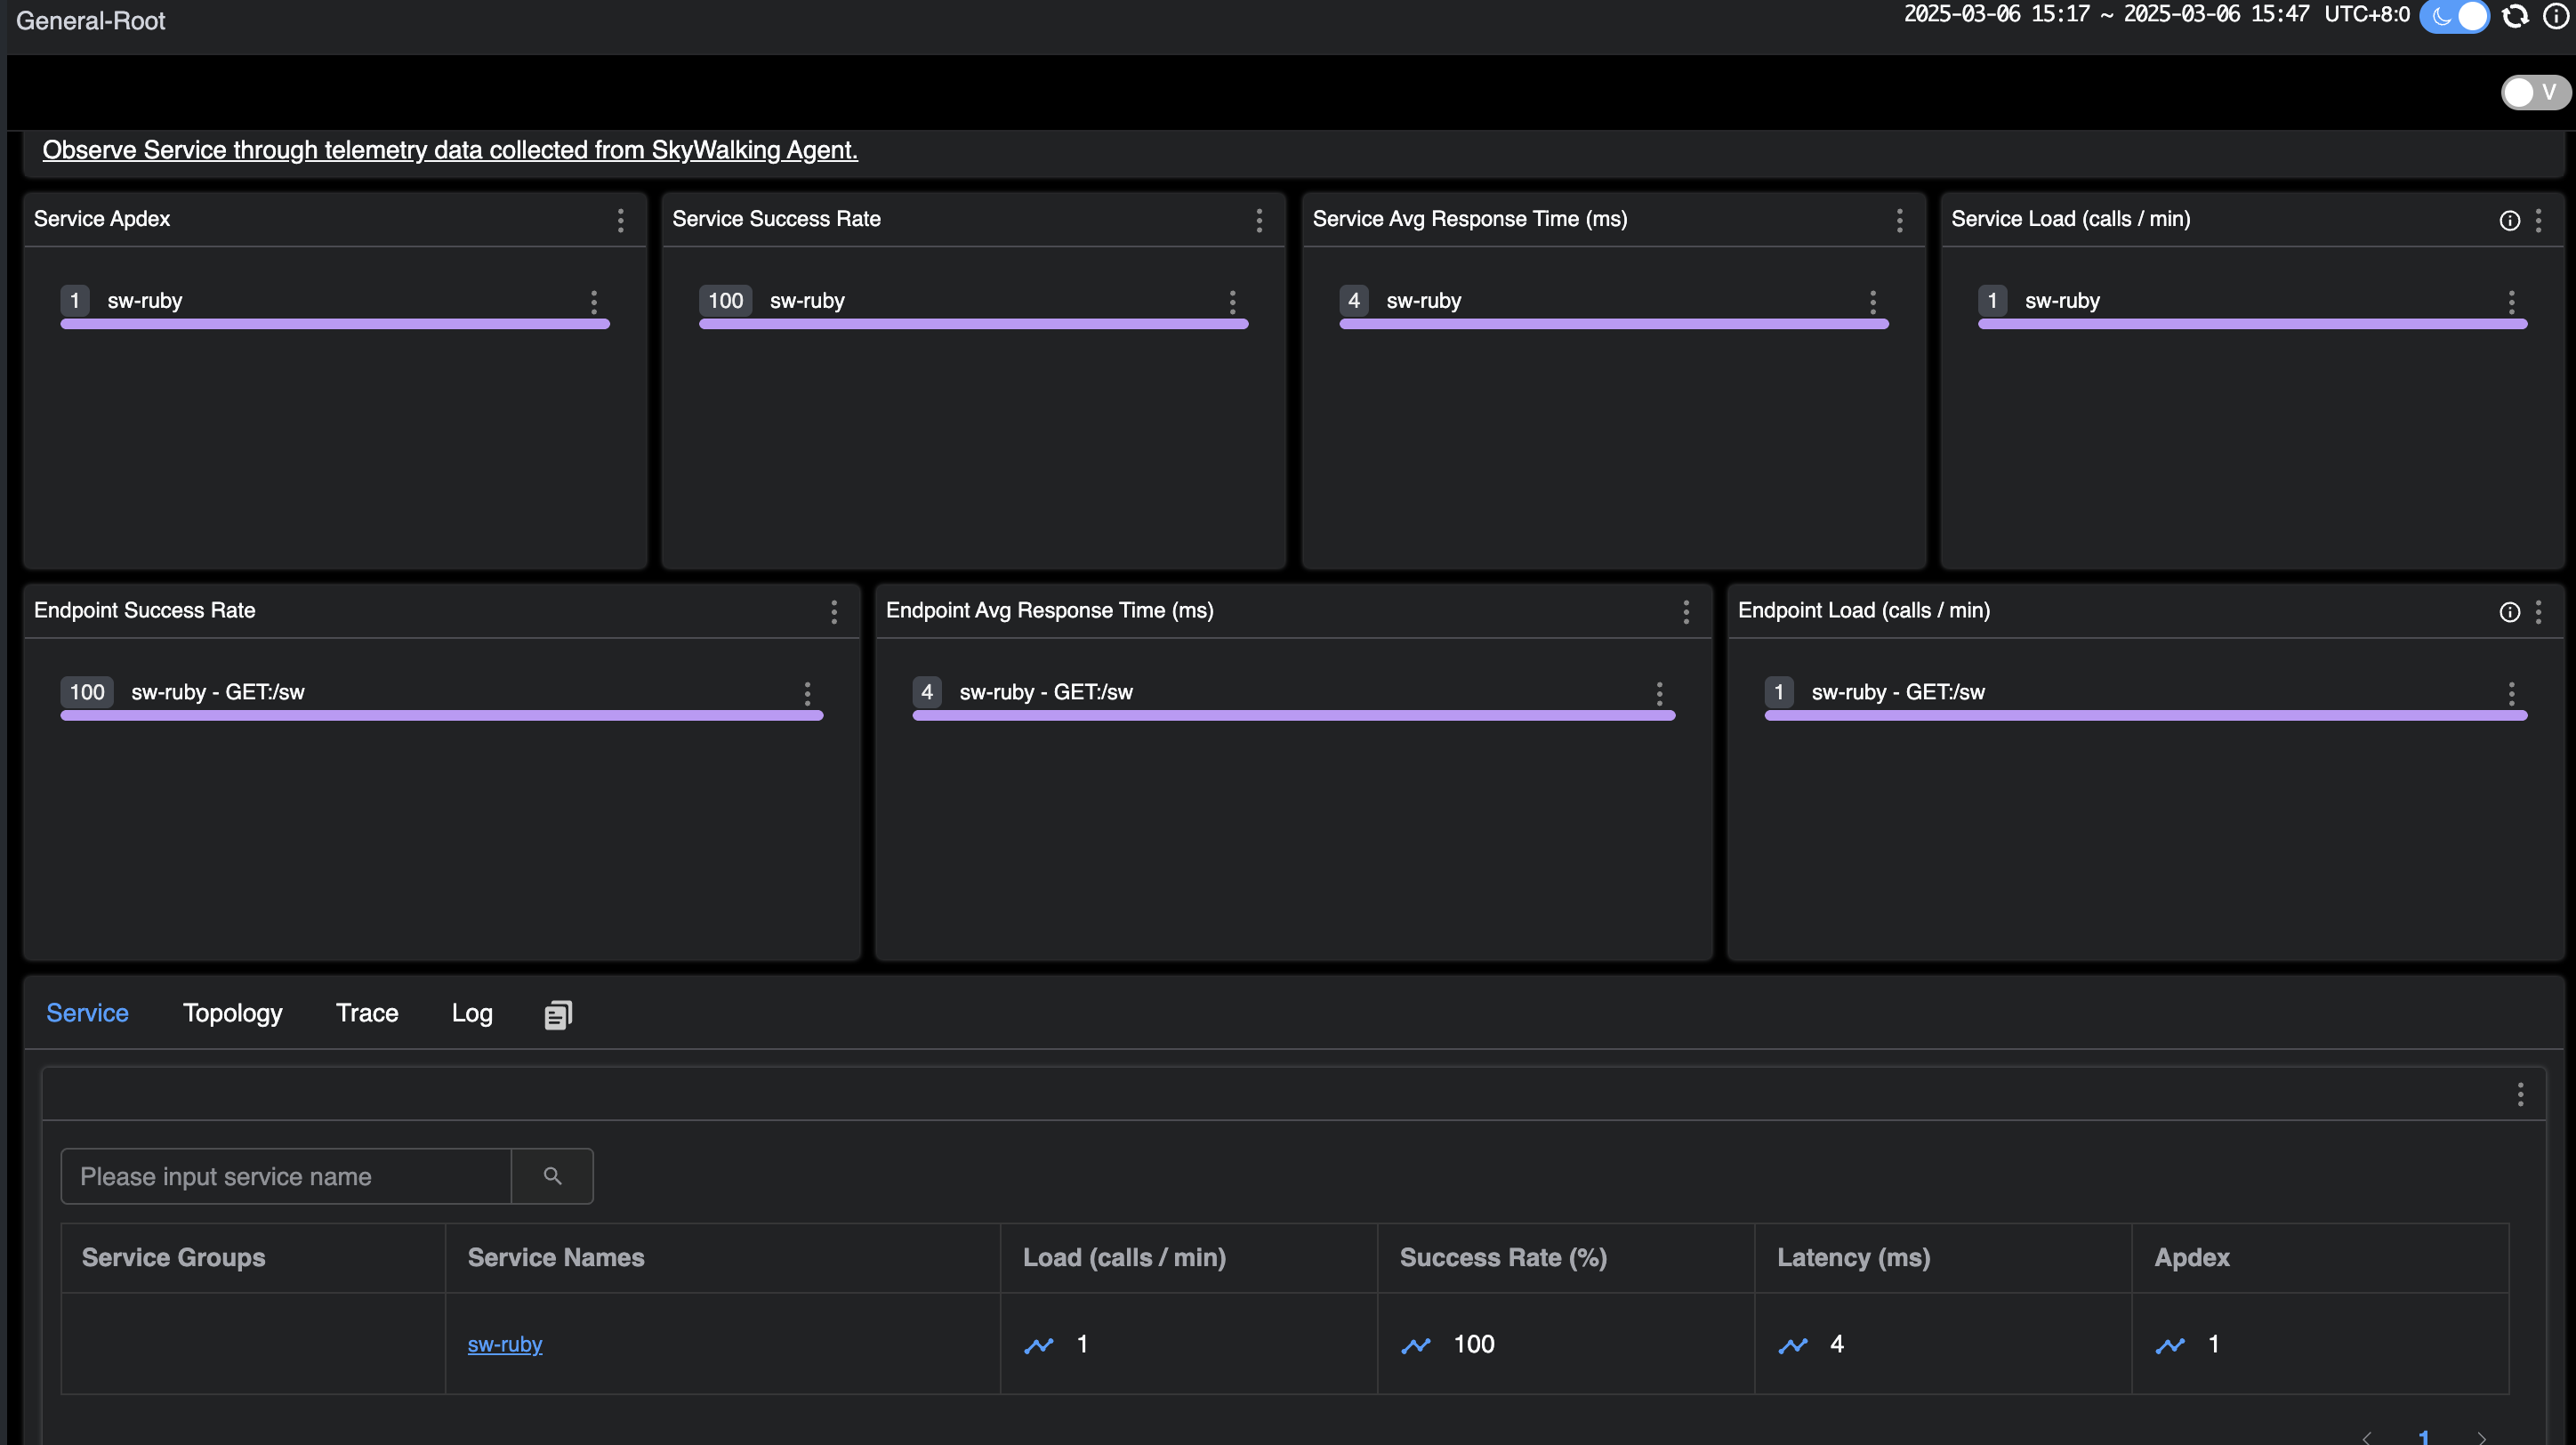 General-Root
2025-03-06 15:17 ~ 2025-03-06 15:47 UTC+8:0
V
Observe Service through telemetry data collected from SkyWalking Agent.
Service Apdex
1 sw-ruby
Service Success Rate
100 sw-ruby
Service Avg Response Time (ms)
4 sw-ruby
Service Load (calls / min)
1 sw-ruby
Endpoint Success Rate
100 sw-ruby - GET:/sw
Endpoint Avg Response Time (ms)
4 sw-ruby - GET:/sw
Endpoint Load (calls / min)
1 sw-ruby - GET:/sw
Service Topology Trace Log
Please input service name
Service Groups Service Names Load (calls / min) Success Rate (%) Latency (ms) Apdex
sw-ruby 1 100 4 1
1